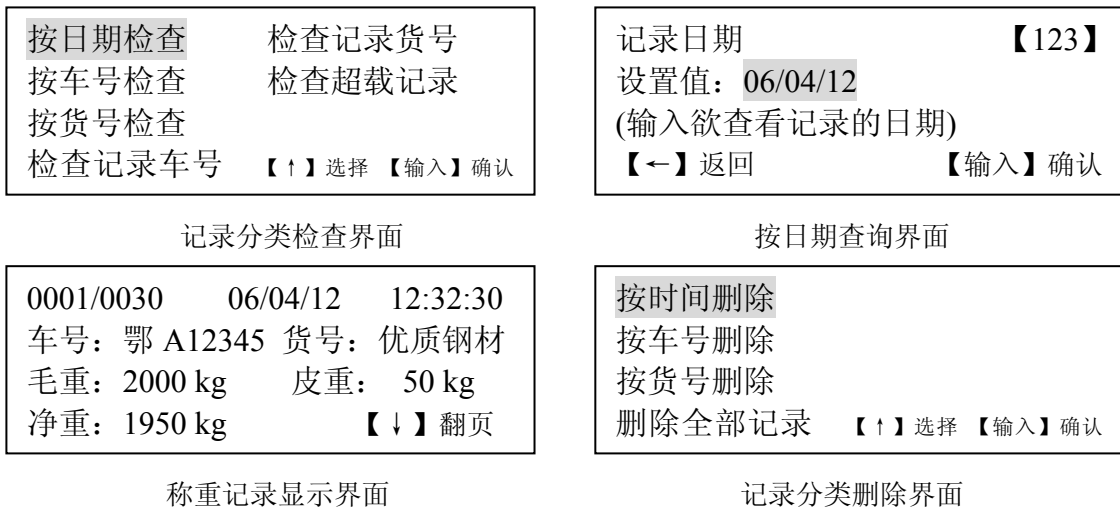 按日期检查 检查记录货号
按车号检查 检查超载记录
按货号检查
检查记录车号 【↑】选择 【输入】确认
记录分类检查界面
记录日期 【123】
设置值：06/04/12
(输入欲查看记录的日期)
【←】返回 【输入】确认
按日期查询界面
0001/0030 06/04/12 12:32:30
车号：鄂 A12345 货号：优质钢材
毛重：2000 kg 皮重： 50 kg
净重：1950 kg 【↓】翻页
称重记录显示界面
按时间删除
按车号删除
按货号删除
删除全部记录 【↑】选择 【输入】确认
记录分类删除界面